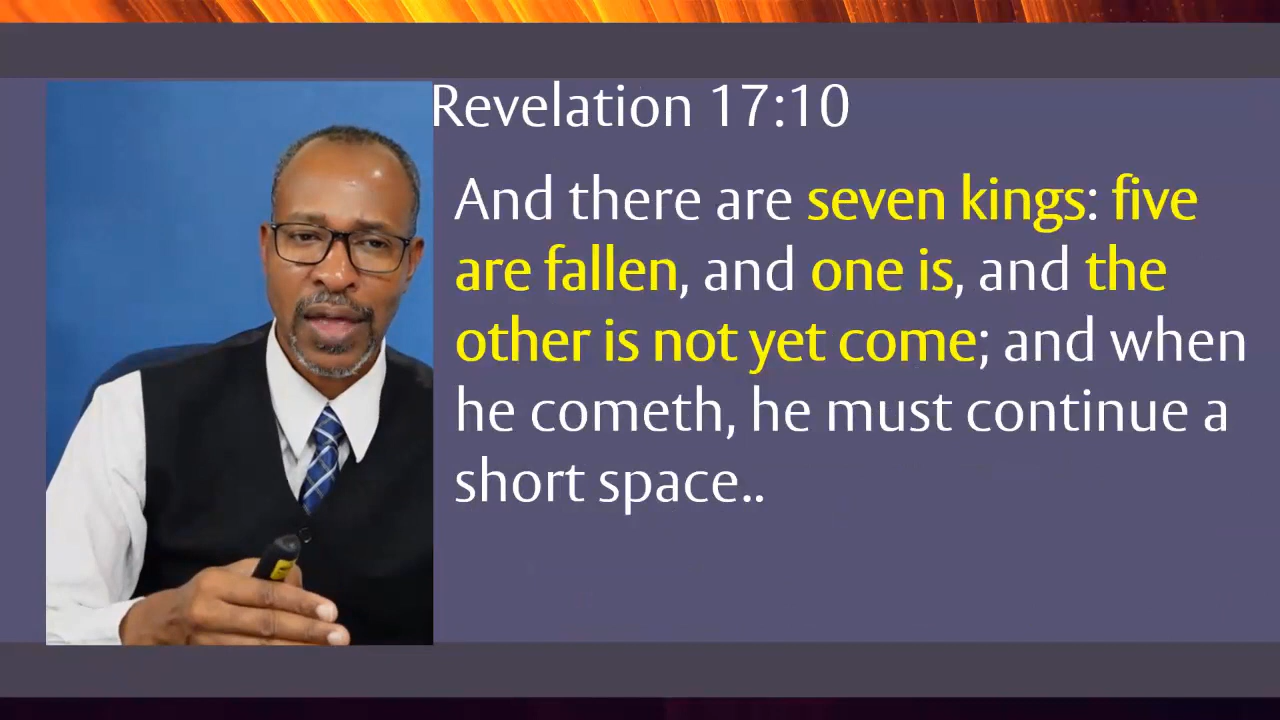 Revelation 17:10
And there are seven kings: five
are fallen, and one is, and the
other is not yet come; and when
he cometh, he must continue a
short space..